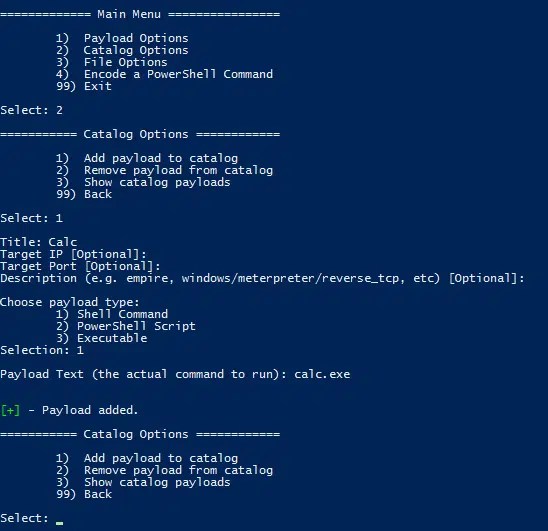 ============= Main Menu ================
1) Payload Options
2) Catalog Options
3) File Options
4) Encode a PowerShell Command
99) Exit
Select: 2
=========== Catalog Options ============
1) Add payload to catalog
2) Remove payload from catalog
3) Show catalog payloads
99) Back
Select: 1
Title: Calc
Target IP [Optional]:
Target Port [Optional]:
Description (e.g. empire, windows/meterpreter/reverse_tcp, etc) [Optional]:
Choose payload type:
1) Shell Command
2) PowerShell Script
3) Executable
Selection: 1
Payload Text (the actual command to run): calc.exe
[+] - Payload added.
=========== Catalog Options ============
1) Add payload to catalog
2) Remove payload from catalog
3) Show catalog payloads
99) Back
Select: _